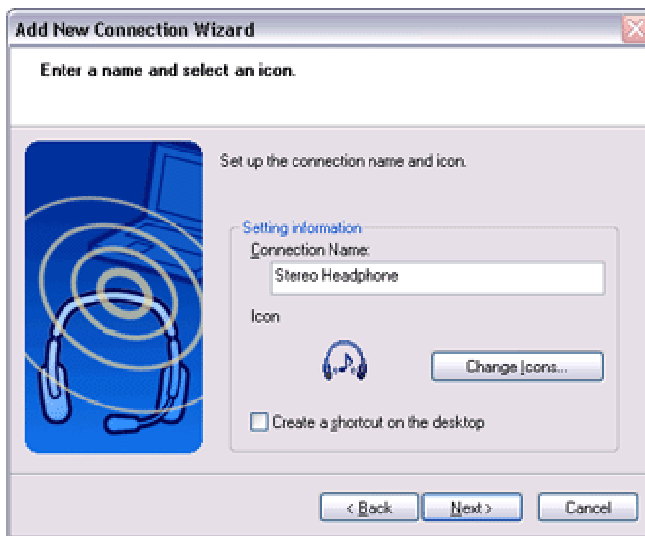 Add New Connection Wizard
Enter a name and select an icon.
Set up the connection name and icon.
Setting information
Connection Name:
Stereo Headphone
Icon
Change Icons...
Create a shortcut on the desktop
< Back
Next >
Cancel